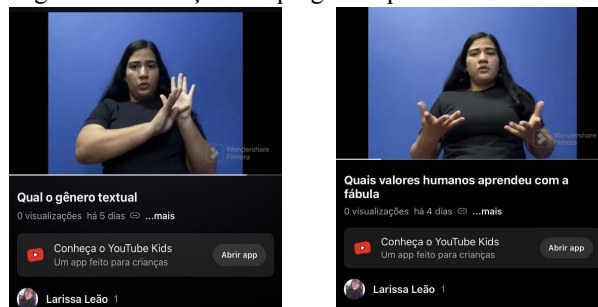 Wondershare
Filmora
Qual o gênero textual
0 visualizações há 5 dias ...mais
Conheça o YouTube Kids
Um app feito para crianças
Abrir app
Larissa Leão 1
Wondershare
Filmora
Quais valores humanos aprendeu com a
fábula
0 visualizações há 4 dias ...mais
Conheça o YouTube Kids
Um app feito para crianças
Abrir app
Larissa Leão 1